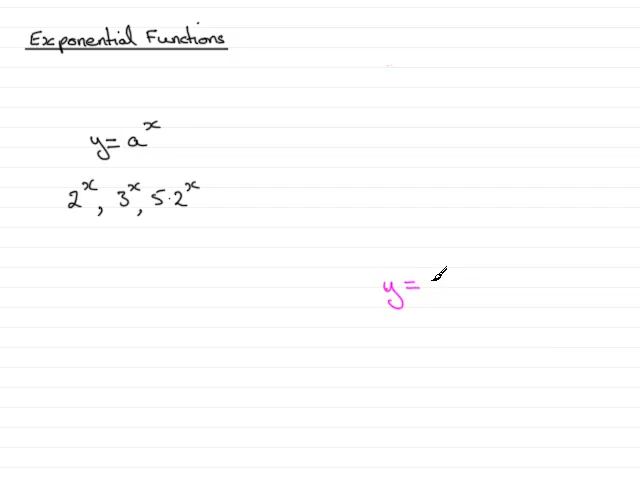 Exponential Functions
y = a^x
2^x, 3^x, 5·2^x
y =